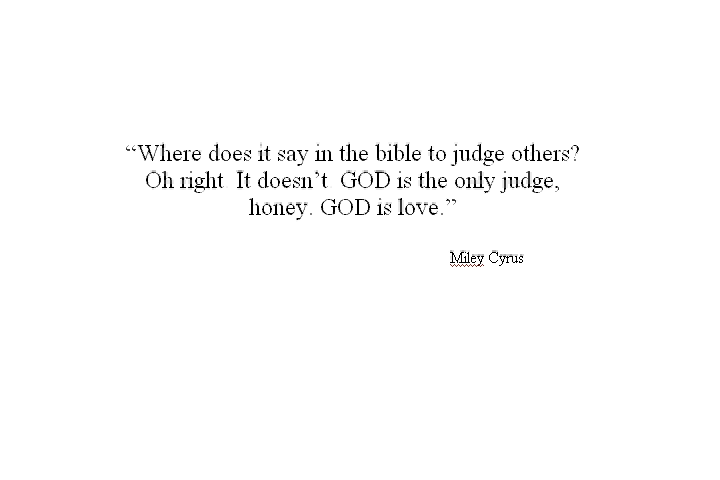 “Where does it say in the bible to judge others?
Oh right. It doesn’t. GOD is the only judge,
honey. GOD is love.”
Miley Cyrus